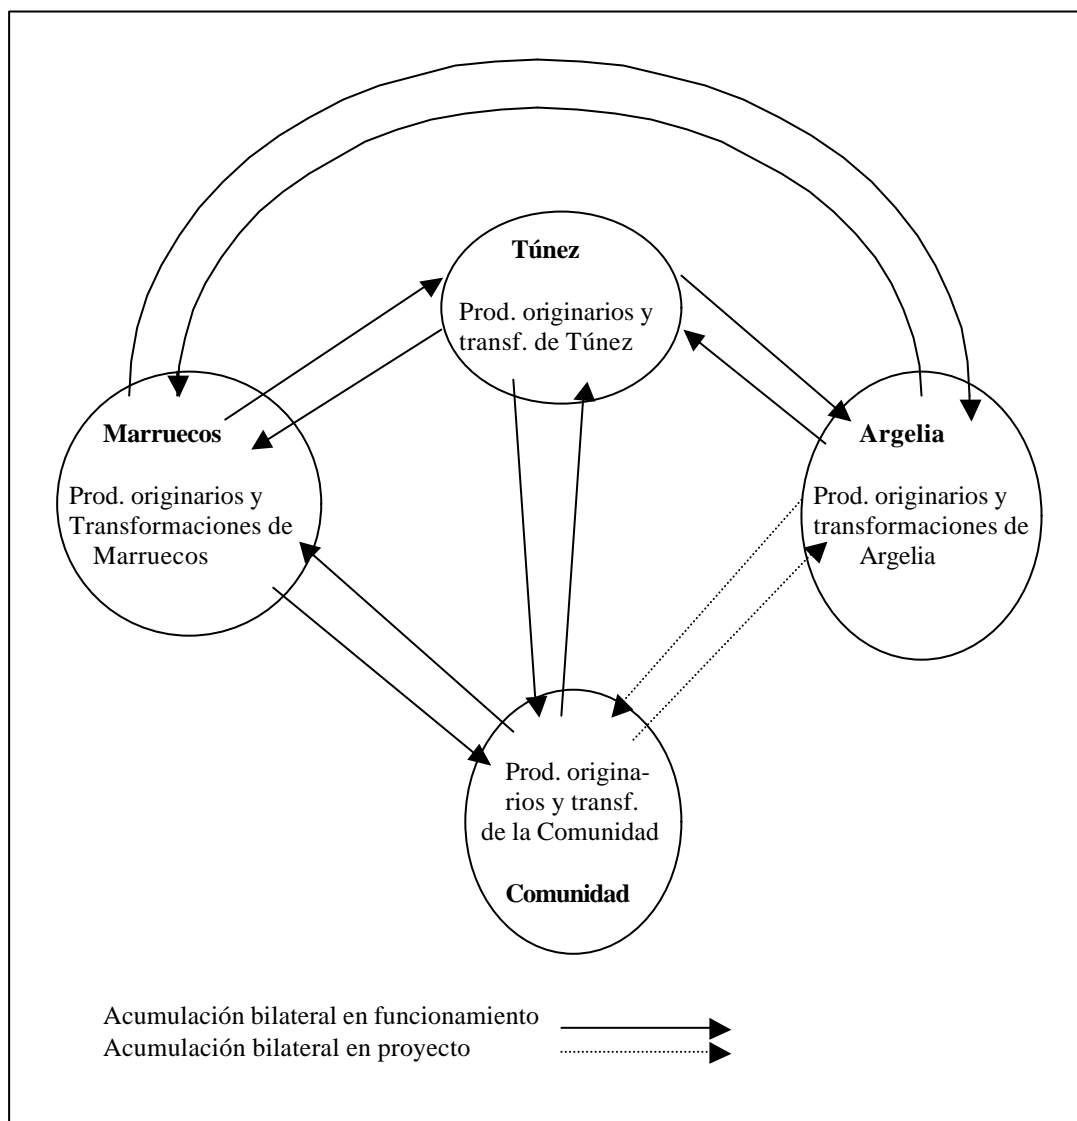 Túnez
Prod. originarios y
transf. de Túnez
Marruecos
Prod. originarios y
Transformaciones de
Marruecos
Argelia
Prod. originarios y
transformaciones de
Argelia
Prod. origina-
rios y transf.
de la Comunidad
Comunidad
Acumulación bilateral en funcionamiento
Acumulación bilateral en proyecto